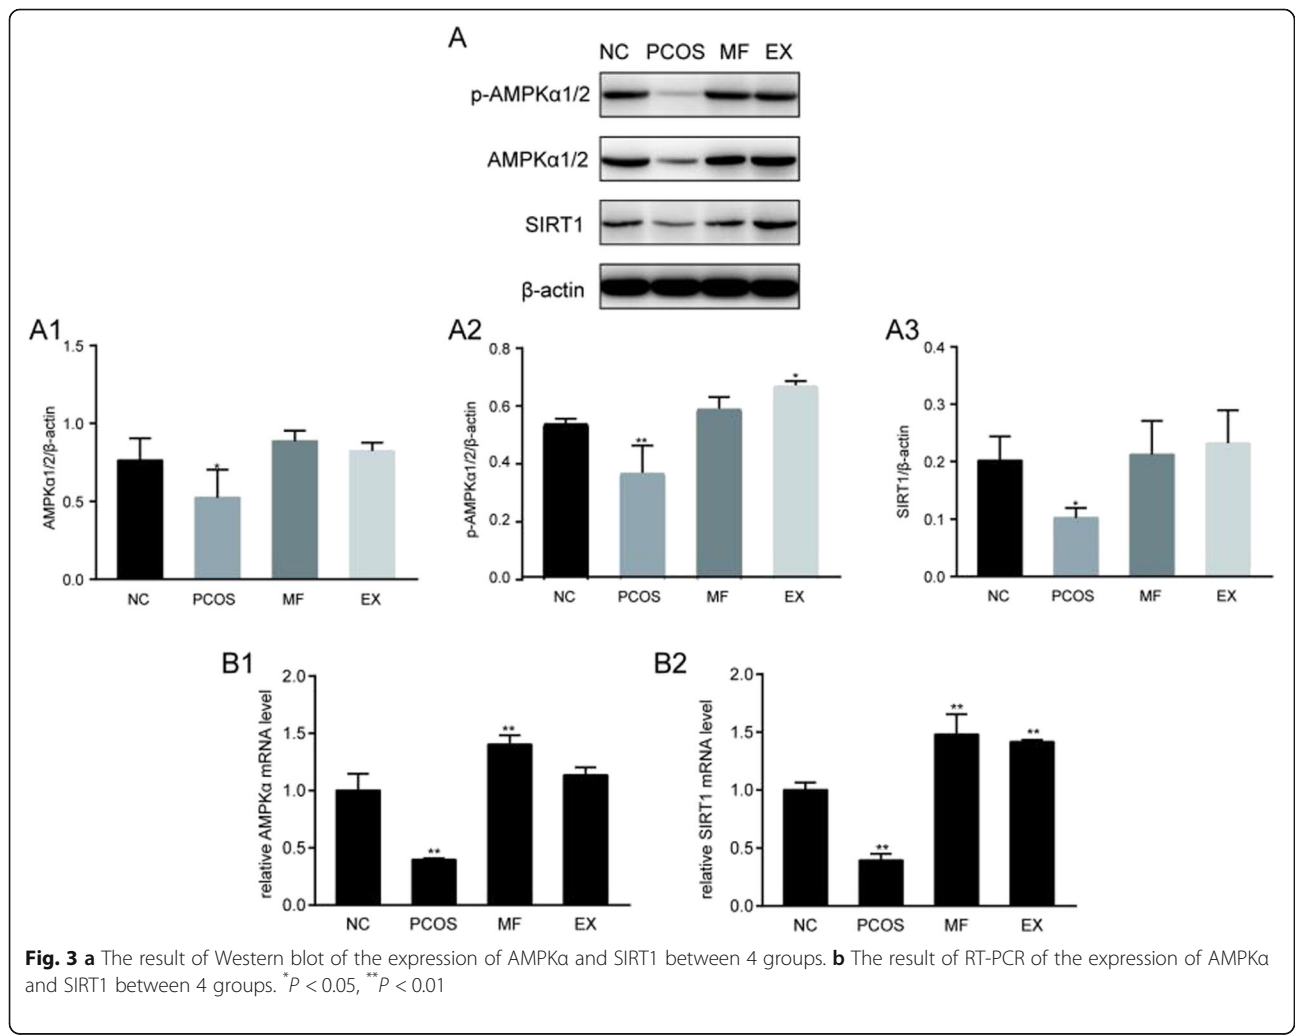 A
NC PCOS MF EX
p-AMPKα1/2
AMPKα1/2
SIRT1
β-actin
A1
AMPKα1/2/β-actin
1.5
1.0
0.5
0.0
*
NC PCOS MF EX
A2
p-AMPKα1/2/β-actin
0.8
0.6
0.4
0.2
0.0
**
*
NC PCOS MF EX
A3
SIRT1/β-actin
0.4
0.3
0.2
0.1
0.0
*
NC PCOS MF EX
B1
relative AMPKα mRNA level
2.0
1.5
1.0
0.5
0.0
**
**
NC PCOS MF EX
B2
relative SIRT1 mRNA level
2.0
1.5
1.0
0.5
0.0
**
**
**
NC PCOS MF EX
Fig. 3 a The result of Western blot of the expression of AMPKα and SIRT1 between 4 groups. b The result of RT-PCR of the expression of AMPKα
and SIRT1 between 4 groups. *P < 0.05, **P < 0.01